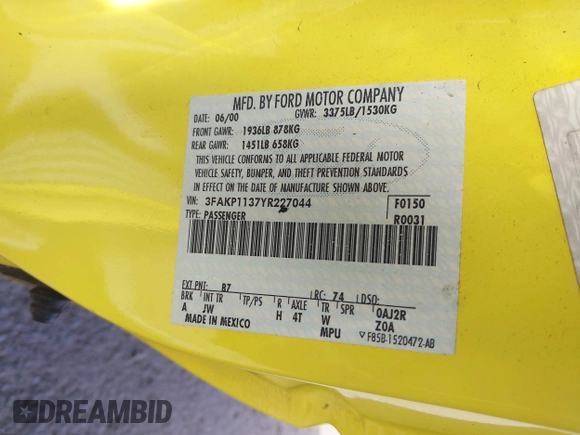 MFD. BY FORD MOTOR COMPANY
DATE: 06/00 GVWR: 3375LB/1530KG
FRONT GAWR: 1936LB 878KG
REAR GAWR: 1451LB 658KG
THIS VEHICLE CONFORMS TO ALL APPLICABLE FEDERAL MOTOR
VEHICLE SAFETY, BUMPER, AND THEFT PREVENTION STANDARDS
IN EFFECT ON THE DATE OF MANUFACTURE SHOWN ABOVE.
VIN: 3FAKP1137YR227044 F0150
TYPE: PASSENGER R0031
EXT PNT: B7 RC: 74 DSO:
BRK INT TR TP/PS R AXLE TR SPR 0AJ2R
A JW H 4T W Z0A
MADE IN MEXICO MPU F85B-1520472-AB
DREAMBID